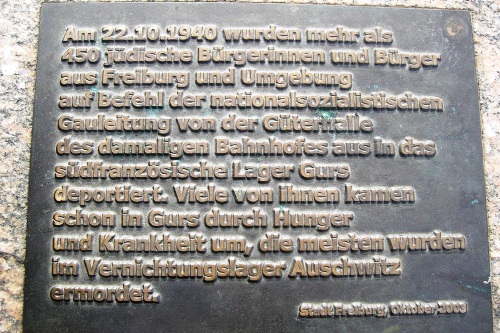 Am 22.10.1940 wurden mehr als
450 jüdische Bürgerinnen und Bürger
aus Freiburg und Umgebung
auf Befehl der nationalsozialistischen
Gauleitung von der Güterhalle
des damaligen Bahnhofes aus in das
südfranzösische Lager Gurs
deportiert. Viele von ihnen kamen
schon in Gurs durch Hunger
und Krankheit um, die meisten wurden
im Vernichtungslager Auschwitz
ermordet.
Stadt Freiburg, Oktober 2003